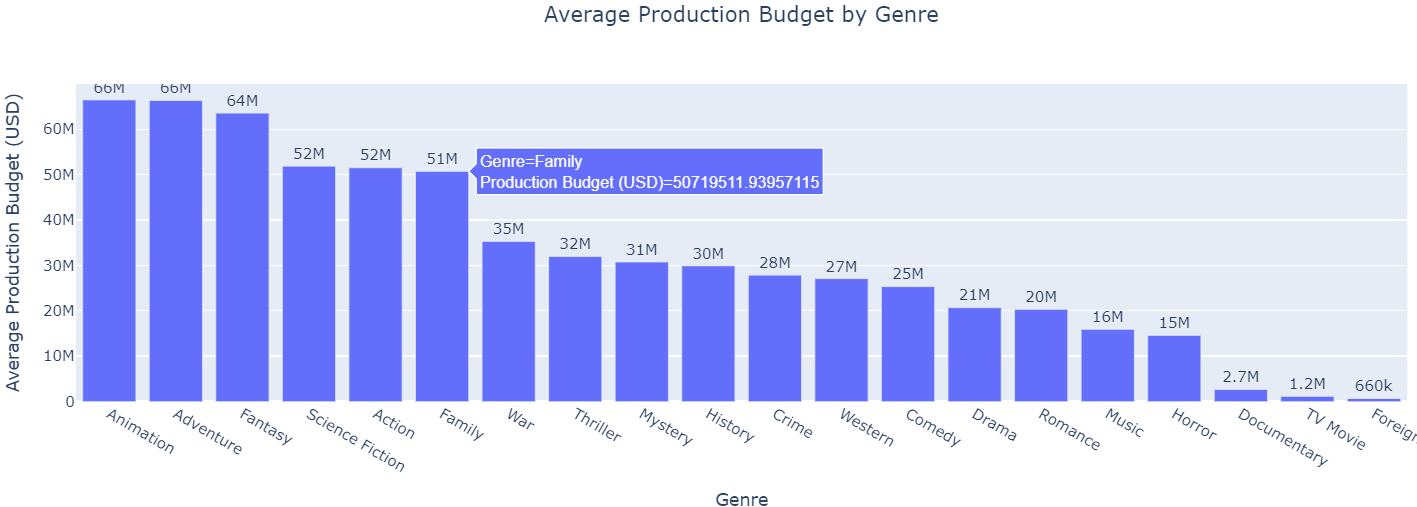 Average Production Budget by Genre
Average Production Budget (USD)
60M
50M
40M
30M
20M
10M
0
66M
66M
64M
52M
52M
51M
35M
32M
31M
30M
28M
27M
25M
21M
20M
16M
15M
2.7M
1.2M
660k
Genre=Family
Production Budget (USD)=50719511.93957115
Animation
Adventure
Fantasy
Science Fiction
Action
Family
War
Thriller
Mystery
History
Crime
Western
Comedy
Drama
Romance
Music
Horror
Documentary
TV Movie
Foreign
Genre